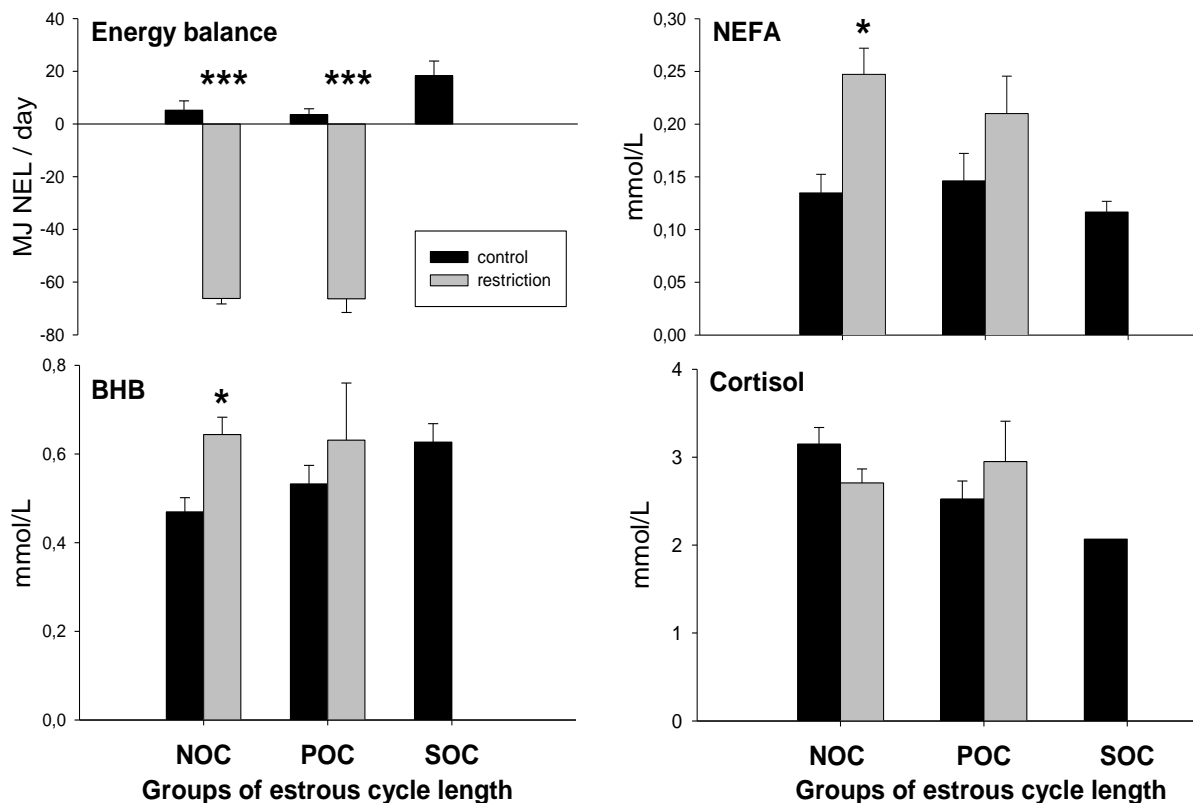 Energy balance
MJ NEL / day
40
20
0
-20
-40
-60
-80
*** ***
control
restriction
NEFA
mmol/L
0,30
0,25
0,20
0,15
0,10
0,05
0,00
*
BHB
mmol/L
0,8
0,6
0,4
0,2
0,0
*
NOC POC SOC
Groups of estrous cycle length
Cortisol
mmol/L
4
3
2
1
0
NOC POC SOC
Groups of estrous cycle length